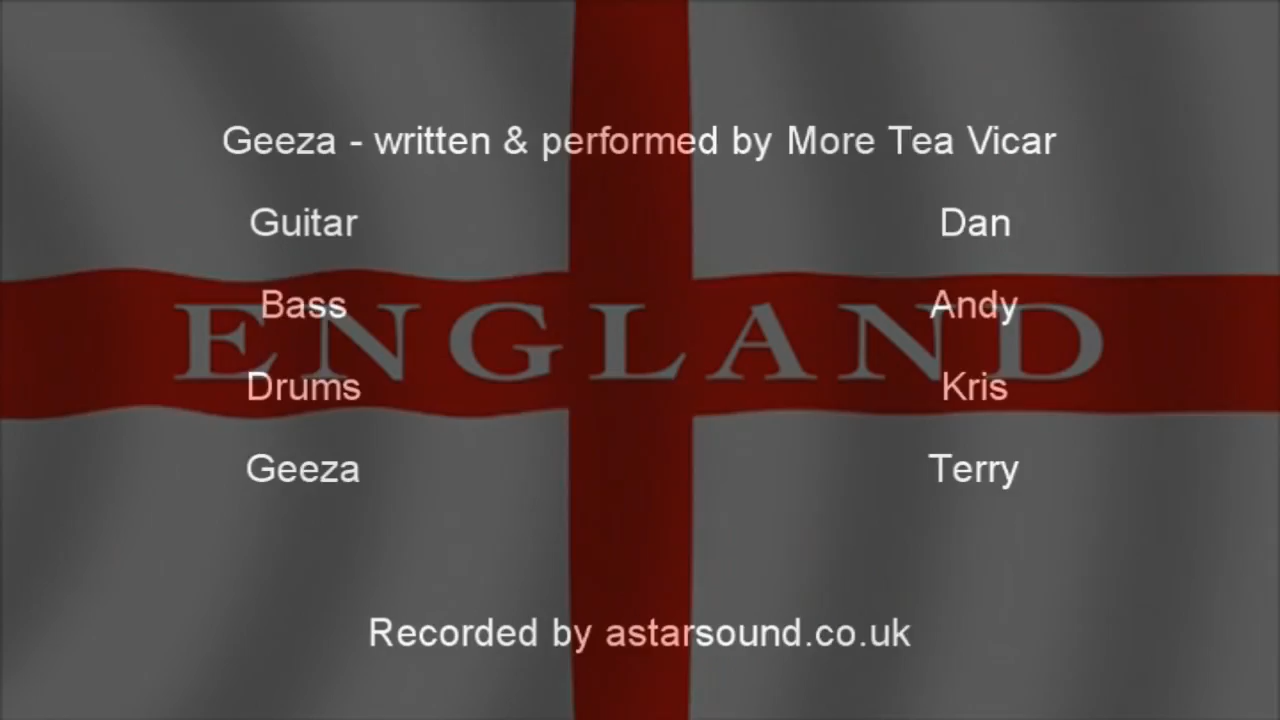 Geeza - written & performed by More Tea Vicar
Guitar Dan
Bass Andy
ENGLAND
Drums Kris
Geeza Terry
Recorded by astarsound.co.uk